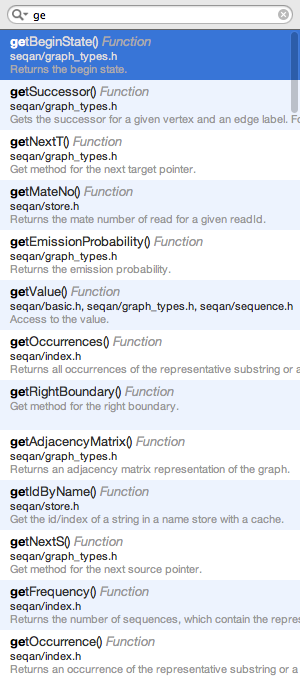 ge
getBeginState() Function
seqan/graph_types.h
Returns the begin state.
getSuccessor() Function
seqan/graph_types.h
Gets the successor for a given vertex and an edge label. Fo
getNextT() Function
seqan/graph_types.h
Get method for the next target pointer.
getMateNo() Function
seqan/store.h
Returns the mate number of read for a given readId.
getEmissionProbability() Function
seqan/graph_types.h
Returns the emission probability.
getValue() Function
seqan/basic.h, seqan/graph_types.h, seqan/sequence.h
Access to the value.
getOccurrences() Function
seqan/index.h
Returns all occurrences of the representative substring or a
getRightBoundary() Function
Get method for the right boundary.
getAdjacencyMatrix() Function
seqan/graph_types.h
Returns an adjacency matrix representation of the graph.
getIdByName() Function
seqan/store.h
Get the id/index of a string in a name store with a cache.
getNextS() Function
seqan/graph_types.h
Get method for the next source pointer.
getFrequency() Function
seqan/index.h
Returns the number of sequences, which contain the repres
getOccurrence() Function
seqan/index.h
Returns an occurrence of the representative substring or a